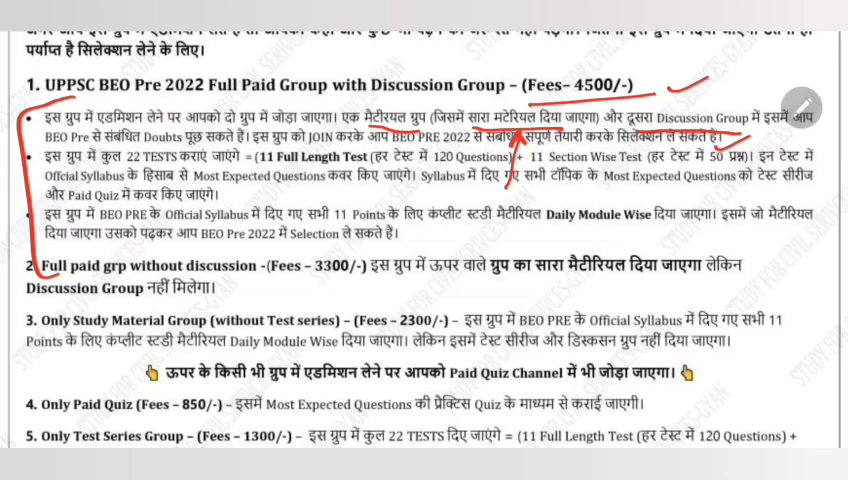 पर्याप्त है सिलेक्शन लेने के लिए।
1. UPPSC BEO Pre 2022 Full Paid Group with Discussion Group – (Fees– 4500/-)
• इस ग्रुप में एडमिशन लेने पर आपको दो ग्रुप में जोड़ा जाएगा। एक मैटीरयल ग्रुप (जिसमें सारा मटेरियल दिया जाएगा) और दूसरा Discussion Group में इसमें आप
BEO Pre से संबंधित Doubts पूछ सकते हैं। इस ग्रुप को JOIN करके आप BEO PRE 2022 से संबंधित संपूर्ण तैयारी करके सिलेक्शन ले सकते हैं।
• इस ग्रुप में कुल 22 TESTS कराएं जाएंगे = (11 Full Length Test (हर टेस्ट में 120 Questions) + 11 Section Wise Test (हर टेस्ट में 50 प्रश्न)। इन टेस्ट में
Official Syllabus के हिसाब से Most Expected Questions कवर किए जाएंगे। Syllabus में दिए गए सभी टॉपिक के Most Expected Questions को टेस्ट सीरीज
और Paid Quiz में कवर किए जाएंगे।
• इस ग्रुप में BEO PRE के Official Syllabus में दिए गए सभी 11 Points के लिए कंप्लीट स्टडी मैटीरियल Daily Module Wise दिया जाएगा। इसमें जो मैटीरियल
दिया जाएगा उसको पढ़कर आप BEO Pre 2022 में Selection ले सकते हैं।
2. Full paid grp without discussion -(Fees – 3300/-) इस ग्रुप में ऊपर वाले ग्रुप का सारा मैटीरियल दिया जाएगा लेकिन
Discussion Group नहीं मिलेगा।
3. Only Study Material Group (without Test series) – (Fees – 2300/-) – इस ग्रुप में BEO PRE के Official Syllabus में दिए गए सभी 11
Points के लिए कंप्लीट स्टडी मैटीरियल Daily Module Wise दिया जाएगा। लेकिन इसमें टेस्ट सीरीज और डिस्कसन ग्रुप नहीं दिया जाएगा।
👆 ऊपर के किसी भी ग्रुप में एडमिशन लेने पर आपको Paid Quiz Channel में भी जोड़ा जाएगा। 👆
4. Only Paid Quiz (Fees – 850/-) – इसमें Most Expected Questions की प्रैक्टिस Quiz के माध्यम से कराई जाएगी।
5. Only Test Series Group – (Fees – 1300/-) – इस ग्रुप में कुल 22 TESTS दिए जाएंगे = (11 Full Length Test (हर टेस्ट में 120 Questions) +